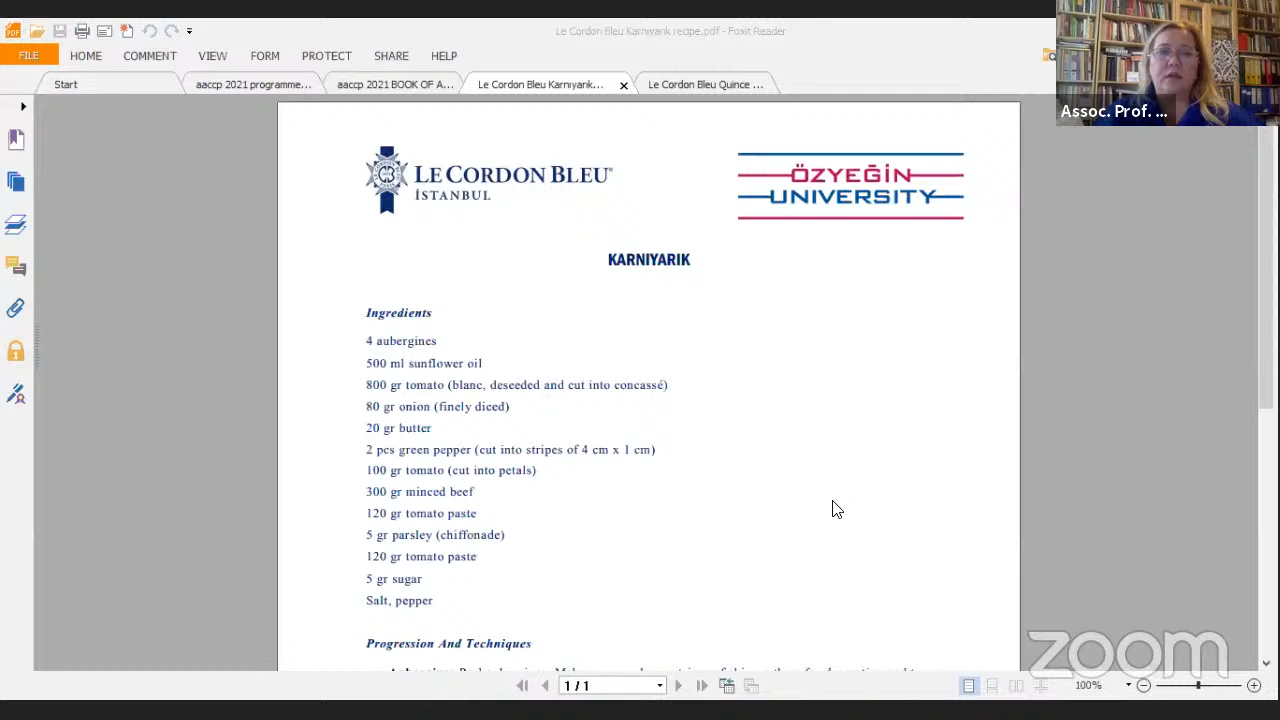 Le Cordon Bleu Karnıyarık recipe.pdf - Foxit Reader
FILE HOME COMMENT VIEW FORM PROTECT SHARE HELP
Start
aaccp 2021 programme...
aaccp 2021 BOOK OF A...
Le Cordon Bleu Karnıyarık...
Le Cordon Bleu Quince ...
Assoc. Prof. ...
LE CORDON BLEU®
İSTANBUL
ÖZYEĞİN
UNIVERSITY
KARNIYARIK
Ingredients
4 aubergines
500 ml sunflower oil
800 gr tomato (blanc, deseeded and cut into concassé)
80 gr onion (finely diced)
20 gr butter
2 pcs green pepper (cut into stripes of 4 cm x 1 cm)
100 gr tomato (cut into petals)
300 gr minced beef
120 gr tomato paste
5 gr parsley (chiffonade)
120 gr tomato paste
5 gr sugar
Salt, pepper
Progression And Techniques
zoom
1 / 1
100%